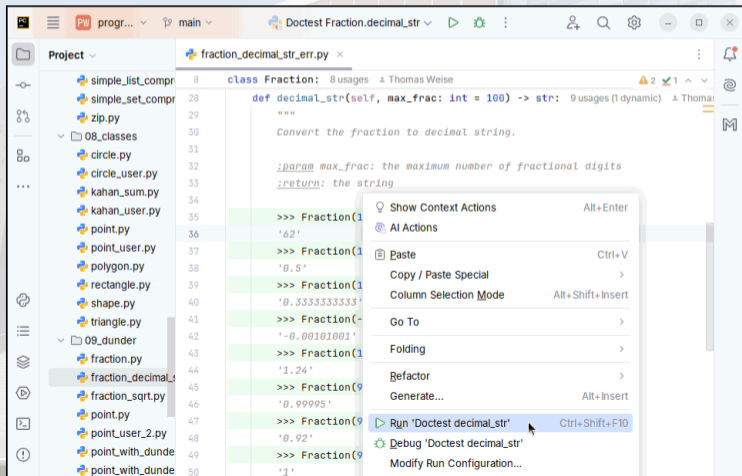 PC PW progr... main Doctest Fraction.decimal_str
Project
fraction_decimal_str_err.py
simple_list_compr
simple_set_compr
zip.py
08_classes
circle.py
circle_user.py
kahan_sum.py
kahan_user.py
point.py
point_user.py
polygon.py
rectangle.py
shape.py
triangle.py
09_dunder
fraction.py
fraction_decimal_s
fraction_sqrt.py
point.py
point_user_2.py
point_with_dunde
point_with_dunde
8 class Fraction: 8 usages Thomas Weise 2 1
28 def decimal_str(self, max_frac: int = 100) -> str: 9 usages (1 dynamic) Thomas
29 """
30 Convert the fraction to decimal string.
31
32 :param max_frac: the maximum number of fractional digits
33 :return: the string
34
35 >>> Fraction(1
36 '62'
37 >>> Fraction(1
38 '0.5'
39 >>> Fraction(1
40 '0.3333333333'
41 >>> Fraction(-
42 '-0.00101001'
43 >>> Fraction(1
44 '1.24'
45 >>> Fraction(9
46 '0.99995'
47 >>> Fraction(9
48 '0.92'
49 >>> Fraction(9
50 '1'
Show Context Actions Alt+Enter
AI Actions
Paste Ctrl+V
Copy / Paste Special
Column Selection Mode Alt+Shift+Insert
Go To
Folding
Refactor
Generate... Alt+Insert
Run 'Doctest decimal_str' Ctrl+Shift+F10
Debug 'Doctest decimal_str'
Modify Run Configuration...